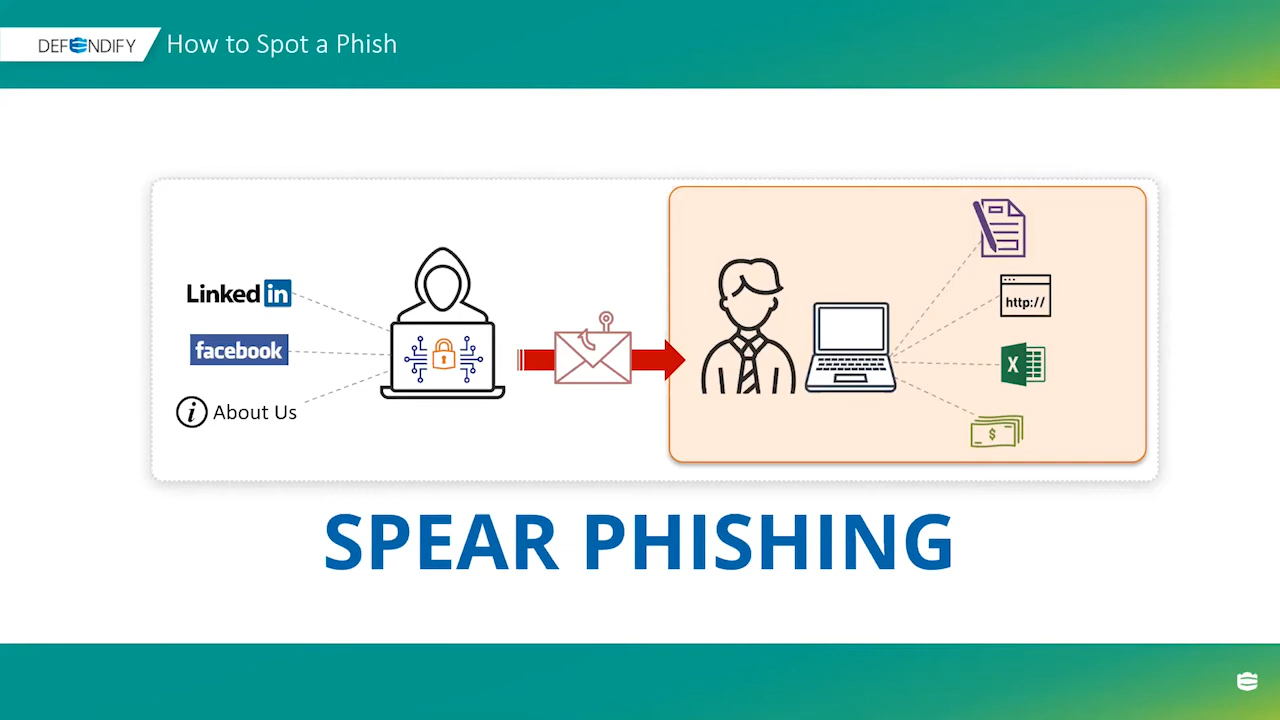 DEFENDIFY
How to Spot a Phish
LinkedIn
facebook
i About Us
http://
X
$
SPEAR PHISHING